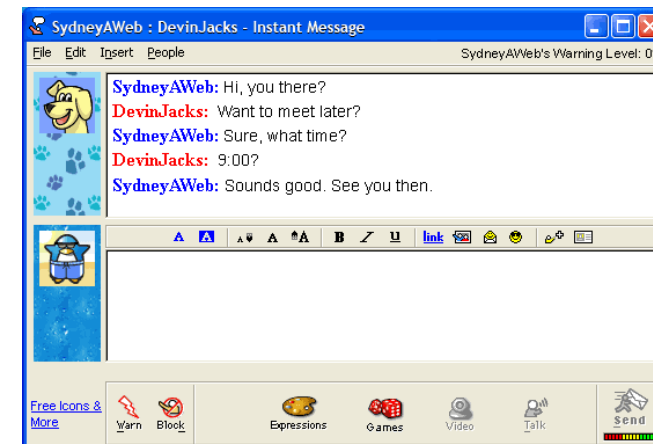 SydneyAWeb : DevinJacks - Instant Message
File Edit Insert People SydneyAWeb's Warning Level: 0
SydneyAWeb: Hi, you there?
DevinJacks: Want to meet later?
SydneyAWeb: Sure, what time?
DevinJacks: 9:00?
SydneyAWeb: Sounds good. See you then.
A A A A A B I U link
Free Icons & More
Warn Block Expressions Games Video Talk Send